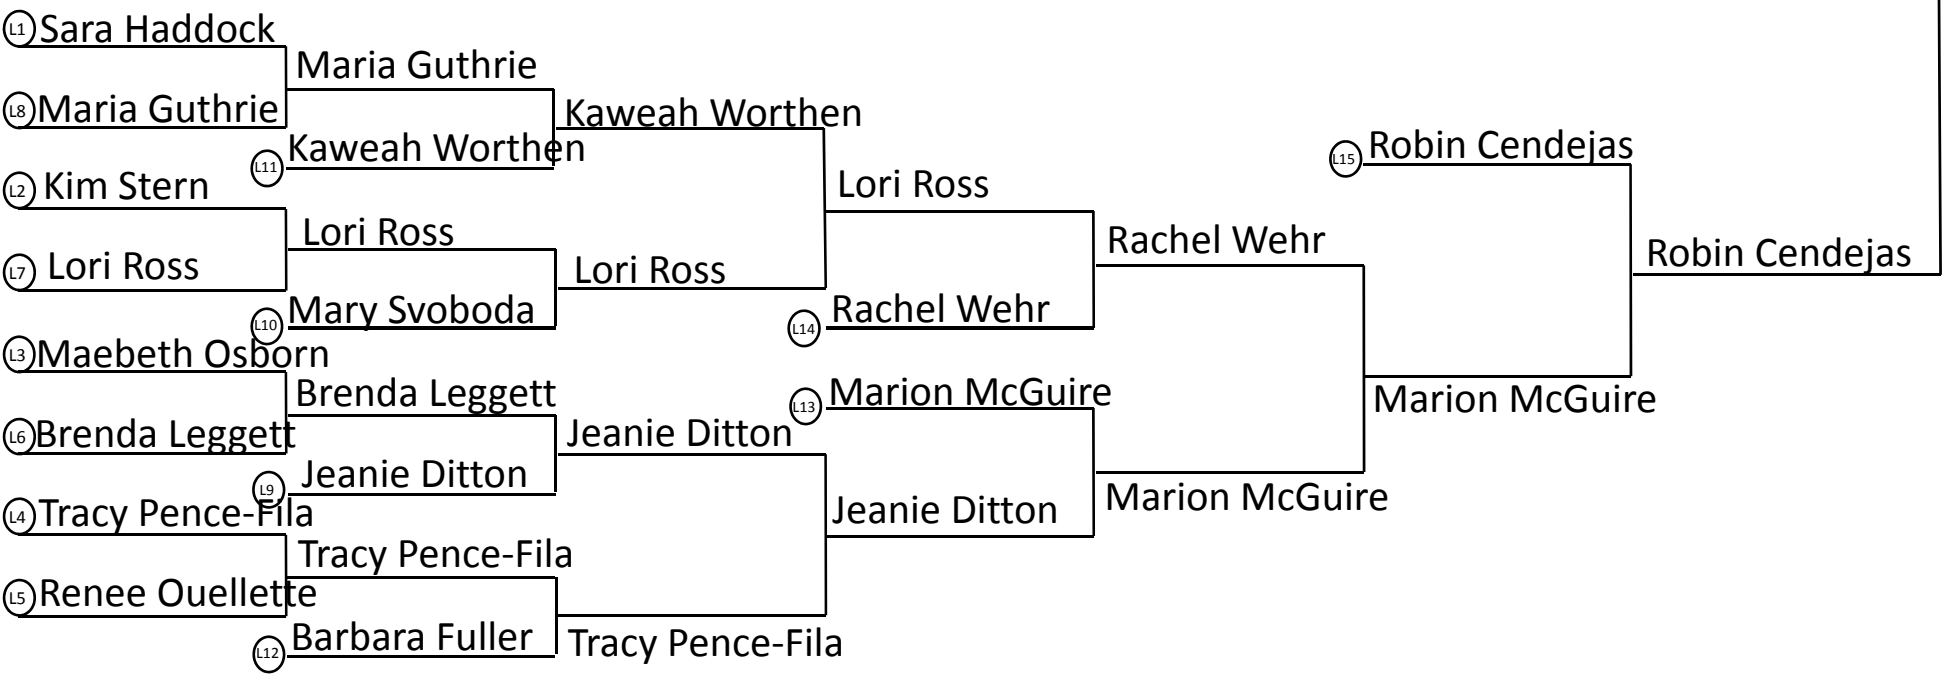 L1 Sara Haddock
Maria Guthrie
L8 Maria Guthrie
Kaweah Worthen
L11 Kaweah Worthen
L15 Robin Cendejas
L2 Kim Stern
Lori Ross
Lori Ross
Rachel Wehr
Robin Cendejas
L7 Lori Ross
Lori Ross
L10 Mary Svoboda
L14 Rachel Wehr
L3 Maebeth Osborn
Brenda Leggett
L13 Marion McGuire
Marion McGuire
L6 Brenda Leggett
Jeanie Ditton
L9 Jeanie Ditton
Marion McGuire
L4 Tracy Pence-Fila
Jeanie Ditton
Tracy Pence-Fila
L5 Renee Ouellette
L12 Barbara Fuller
Tracy Pence-Fila